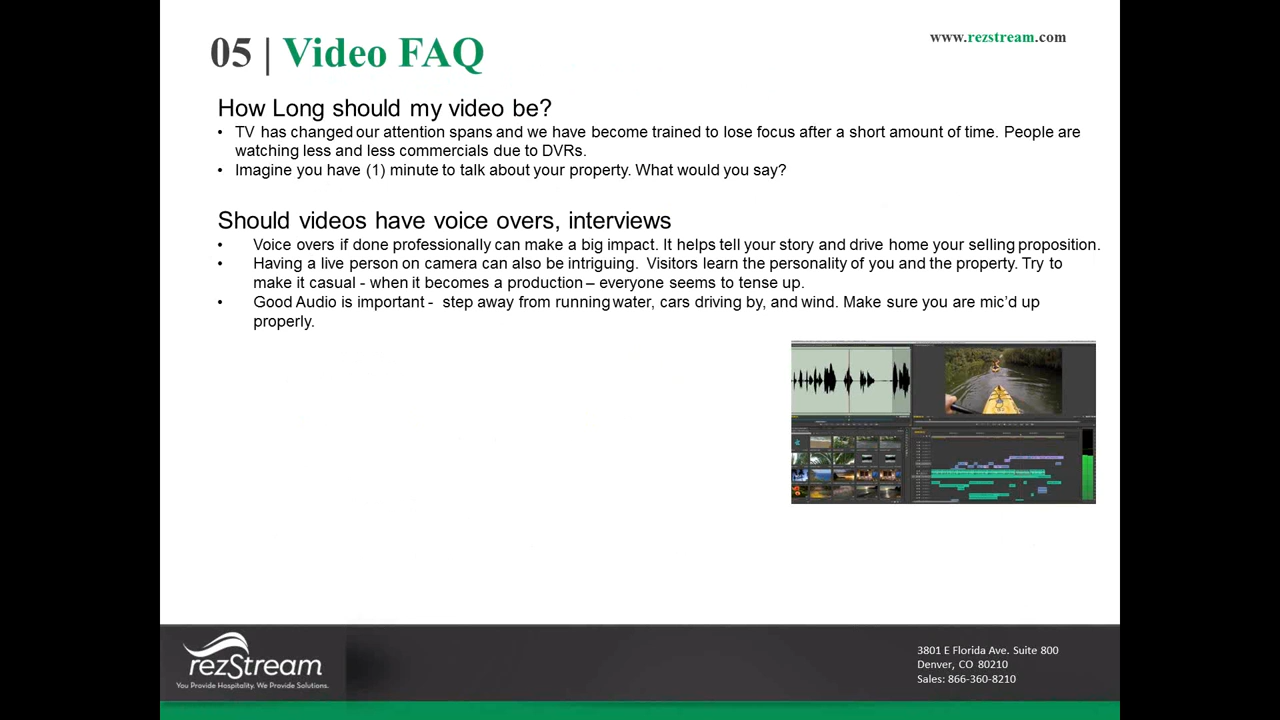 05 | Video FAQ
www.rezstream.com
How Long should my video be?
• TV has changed our attention spans and we have become trained to lose focus after a short amount of time. People are
watching less and less commercials due to DVRs.
• Imagine you have (1) minute to talk about your property. What would you say?
Should videos have voice overs, interviews
• Voice overs if done professionally can make a big impact. It helps tell your story and drive home your selling proposition.
• Having a live person on camera can also be intriguing. Visitors learn the personality of you and the property. Try to
make it casual - when it becomes a production – everyone seems to tense up.
• Good Audio is important - step away from running water, cars driving by, and wind. Make sure you are mic’d up
properly.
rezStream
You Provide Hospitality. We Provide Solutions.
3801 E Florida Ave. Suite 800
Denver, CO 80210
Sales: 866-360-8210